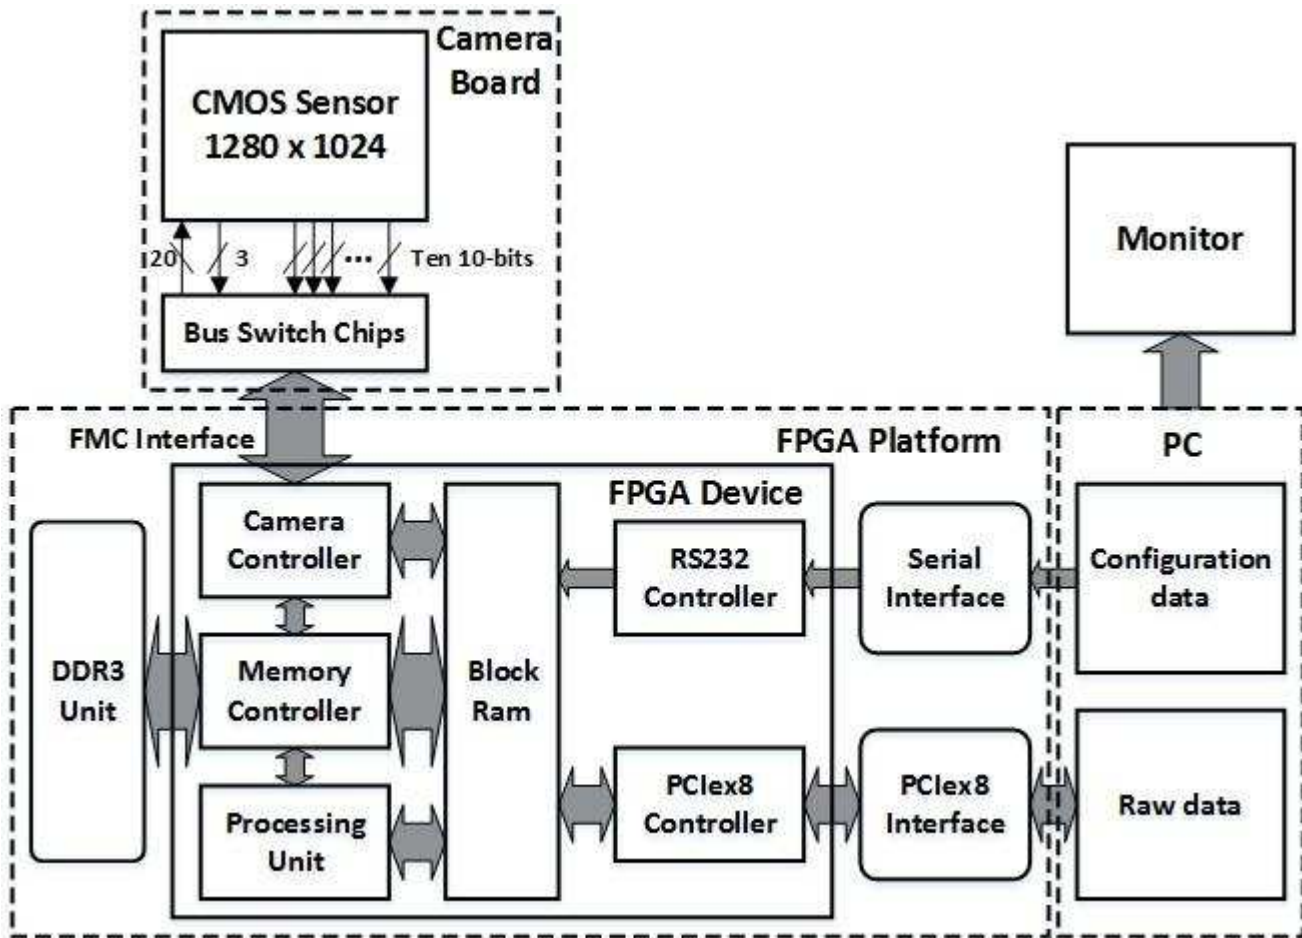 Camera
Board
CMOS Sensor
1280 x 1024
20
3
Ten 10-bits
Bus Switch Chips
Monitor
FMC Interface
FPGA Platform
PC
FPGA Device
Camera
Controller
RS232
Controller
Serial
Interface
Configuration
data
DDR3
Unit
Memory
Controller
Block
Ram
Processing
Unit
PCIex8
Controller
PCIex8
Interface
Raw data